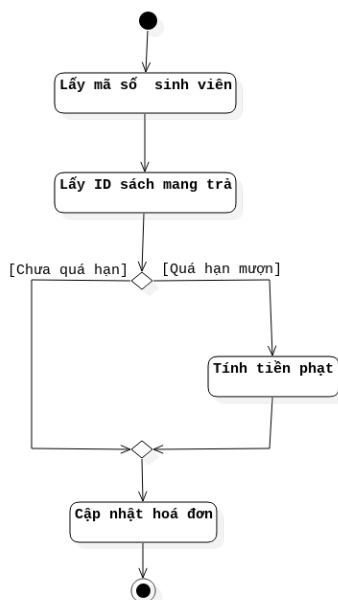 Lấy mã số  sinh viên
Lấy ID sách mang trả
[Chưa quá hạn] [Quá hạn mượn]
Tính tiền phạt
Cập nhật hoá đơn